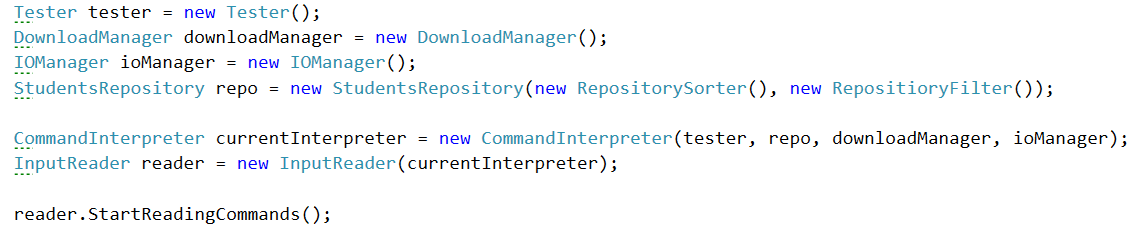 Tester tester = new Tester();
DownloadManager downloadManager = new DownloadManager();
IOManager ioManager = new IOManager();
StudentsRepository repo = new StudentsRepository(new RepositorySorter(), new RepositioryFilter());
CommandInterpreter currentInterpreter = new CommandInterpreter(tester, repo, downloadManager, ioManager);
InputReader reader = new InputReader(currentInterpreter);
reader.StartReadingCommands();